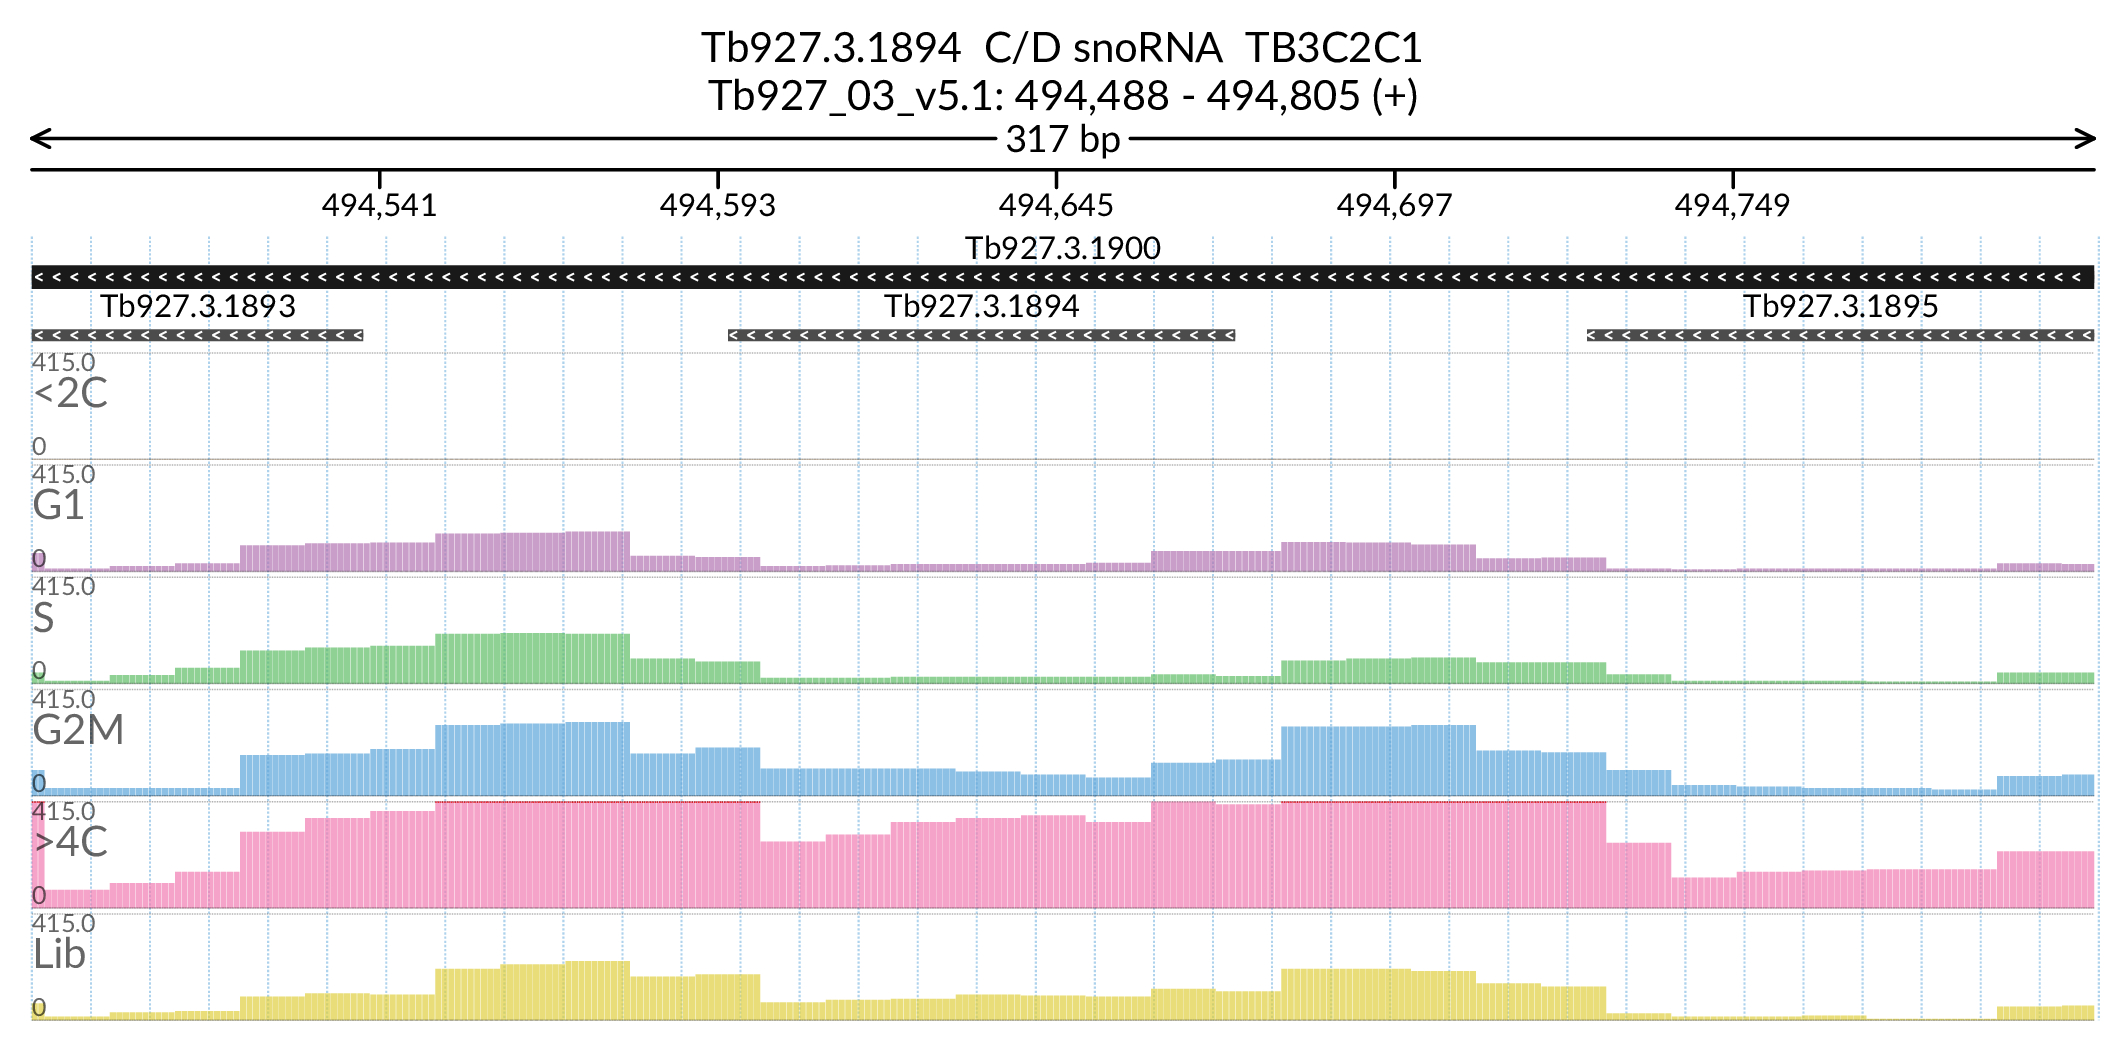 Tb927.3.1894  C/D snoRNA  TB3C2C1
Tb927_03_v5.1: 494,488 - 494,805 (+)
317 bp
494,541 494,593 494,645 494,697 494,749
Tb927.3.1900
Tb927.3.1893 Tb927.3.1894 Tb927.3.1895
415.0
<2C
0
415.0
G1
0
415.0
S
0
415.0
G2M
0
415.0
>4C
0
415.0
Lib
0